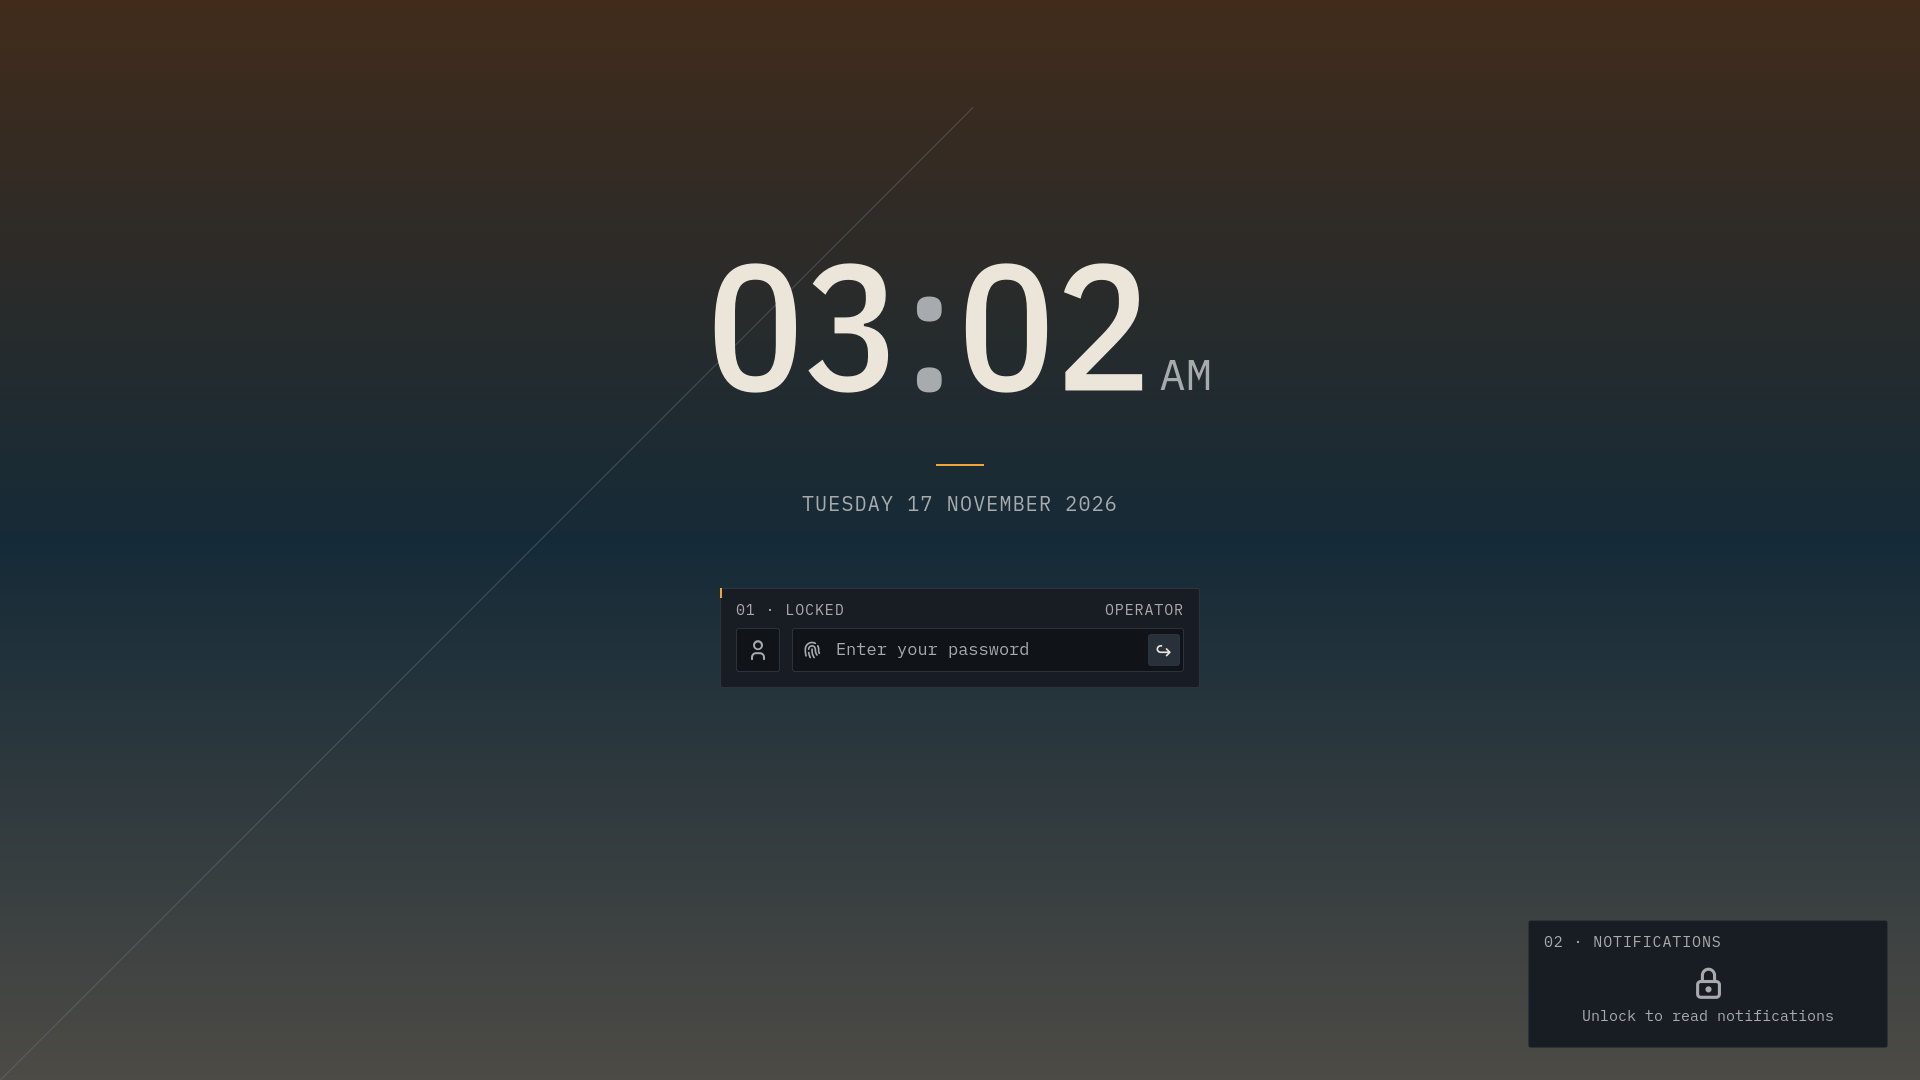 03:02 AM
TUESDAY 17 NOVEMBER 2026
01 · LOCKED OPERATOR
Enter your password
02 · NOTIFICATIONS
Unlock to read notifications